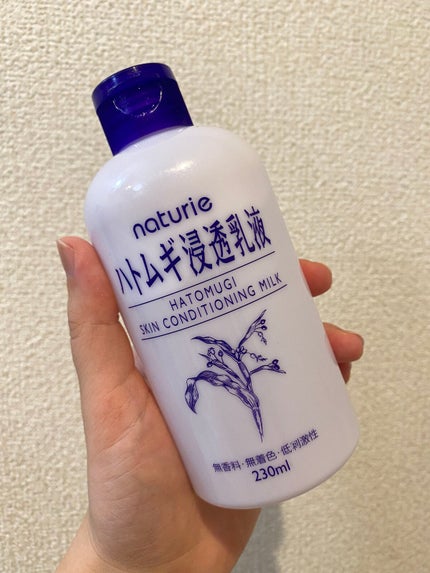 naturie
ハトムギ浸透乳液
HATOMUGI
SKIN CONDITIONING MILK
無香料・無着色・低刺激性
230ml